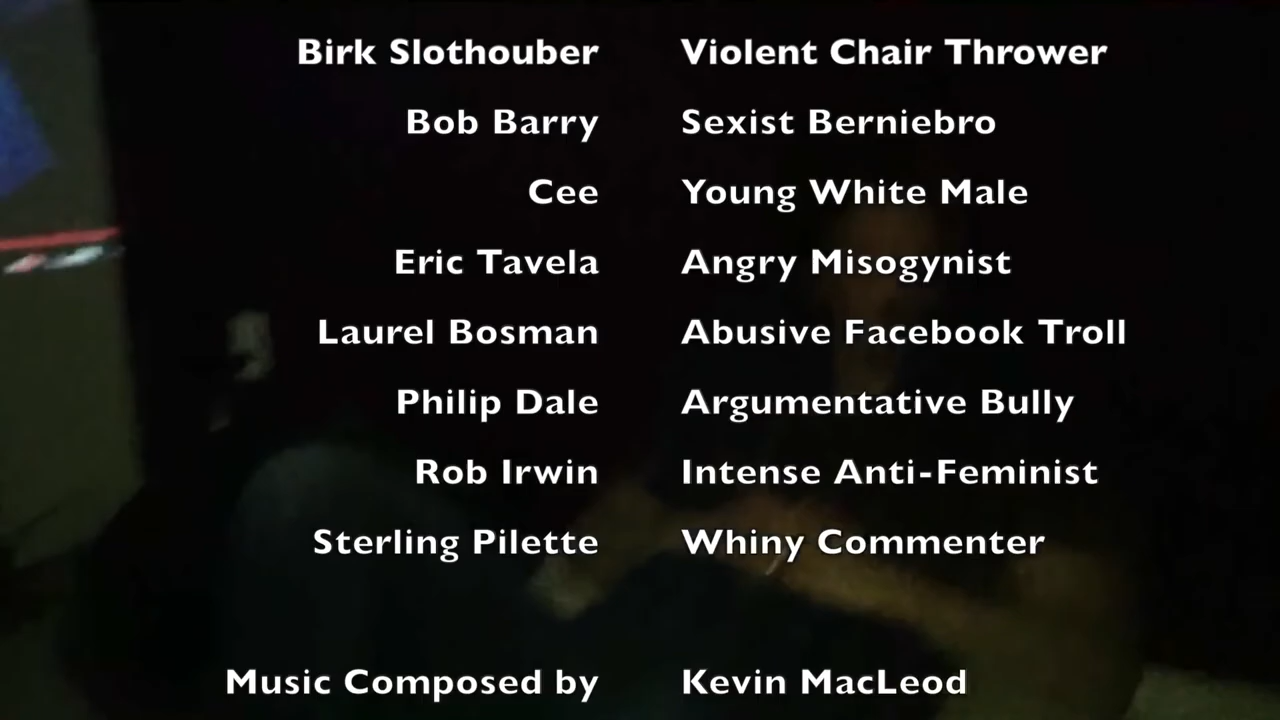 Birk Slothouber Violent Chair Thrower
Bob Barry Sexist Berniebro
Cee Young White Male
Eric Tavela Angry Misogynist
Laurel Bosman Abusive Facebook Troll
Philip Dale Argumentative Bully
Rob Irwin Intense Anti-Feminist
Sterling Pilette Whiny Commenter
Music Composed by Kevin MacLeod